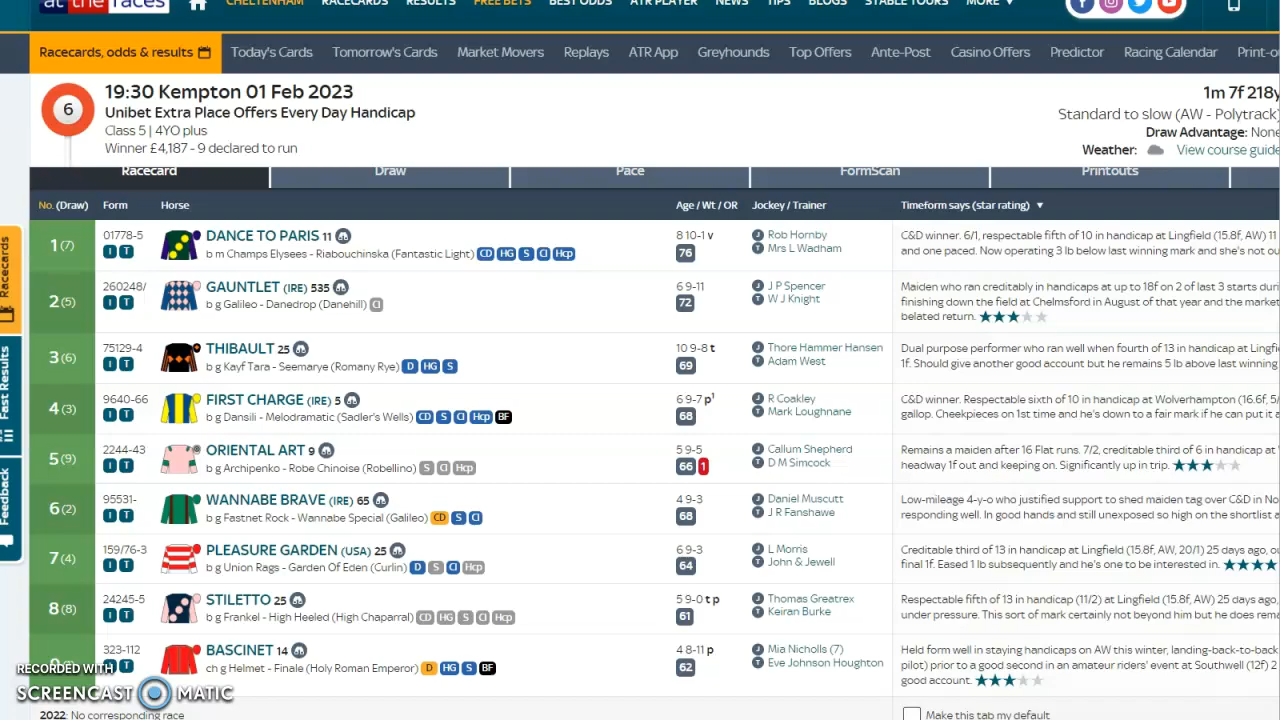 at the races CHELTENHAM RACECARDS RESULTS FREE BETS BEST ODDS ATR PLAYER NEWS TIPS BLOGS STABLE TOURS MORE ▼
Racecards, odds & results Today's Cards Tomorrow's Cards Market Movers Replays ATR App Greyhounds Top Offers Ante-Post Casino Offers Predictor Racing Calendar Print-o
6 19:30 Kempton 01 Feb 2023 1m 7f 218y
Unibet Extra Place Offers Every Day Handicap Standard to slow (AW - Polytrack)
Class 5 | 4YO plus Draw Advantage: None
Winner £4,187 - 9 declared to run Weather: View course guide
Racecard Draw Pace FormScan Printouts
No. (Draw) Form Horse Age / Wt / OR Jockey / Trainer Timeform says (star rating) ▼
1 (7) 01778-5 DANCE TO PARIS 11 8 10-1 v J Rob Hornby C&D winner. 6/1, respectable fifth of 10 in handicap at Lingfield (15.8f, AW) 11
I T b m Champs Elysees - Riabouchinska (Fantastic Light) CD HG S CI Hcp 76 T Mrs L Wadham and one paced. Now operating 3 lb below last winning mark and she's not ou
2 (5) 260248/ GAUNTLET (IRE) 535 6 9-11 J J P Spencer Maiden who ran creditably in handicaps at up to 18f on 2 of last 3 starts duri
I T b g Galileo - Danedrop (Danehill) CI 72 T W J Knight finishing down the field at Chelmsford in August of that year and the market
belated return. ★★★★★
3 (6) 75129-4 THIBAULT 25 10 9-8 t J Thore Hammer Hansen Dual purpose performer who ran well when fourth of 13 in handicap at Lingfi
I T b g Kayf Tara - Seemarye (Romany Rye) D HG S 69 T Adam West 1f. Should give another good account but he remains 5 lb above last winning
4 (3) 9640-66 FIRST CHARGE (IRE) 5 6 9-7 p1 J R Coakley C&D winner. Respectable sixth of 10 in handicap at Wolverhampton (16.6f, 5/
I T b g Dansili - Melodramatic (Sadler's Wells) CD S CI Hcp BF 68 T Mark Loughnane gallop. Cheekpieces on 1st time and he's down to a fair mark if he can put it
5 (9) 2244-43 ORIENTAL ART 9 5 9-5 J Callum Shepherd Remains a maiden after 16 Flat runs. 7/2, creditable third of 6 in handicap at
I T b g Archipenko - Robe Chinoise (Robellino) S CI Hcp 66 1 T D M Simcock headway 1f out and keeping on. Significantly up in trip. ★★★★★
6 (2) 95531- WANNABE BRAVE (IRE) 65 4 9-3 J Daniel Muscutt Low-mileage 4-y-o who justified support to shed maiden tag over C&D in No
I T b g Fastnet Rock - Wannabe Special (Galileo) CD S CI 68 T J R Fanshawe responding well. In good hands and still unexposed so high on the shortlist a
7 (4) 159/76-3 PLEASURE GARDEN (USA) 25 6 9-3 J L Morris Creditable third of 13 in handicap at Lingfield (15.8f, AW, 20/1) 25 days ago, o
I T b g Union Rags - Garden Of Eden (Curlin) D S CI Hcp 64 T John & Jewell final 1f. Eased 1 lb subsequently and he's one to be interested in. ★★★★
8 (8) 24245-5 STILETTO 25 5 9-0 t p J Thomas Greatrex Respectable fifth of 13 in handicap (11/2) at Lingfield (15.8f, AW) 25 days ago,
I T b g Frankel - High Heeled (High Chaparral) CD HG S CI Hcp 61 T Keiran Burke under pressure. This sort of mark certainly not beyond him but he does rema
323-112 BASCINET 14 4 8-11 p J Mia Nicholls (7) Held form well in staying handicaps on AW this winter, landing-back-to-back
I T ch g Helmet - Finale (Holy Roman Emperor) D HG S BF 62 T Eve Johnson Houghton pilot) prior to a good second in an amateur riders' event at Southwell (12f) 2
good account. ★★★★★
2022: No corresponding race Make this tab my default
Racecards
Fast Results
Feedback
RECORDED WITH
SCREENCAST MATIC